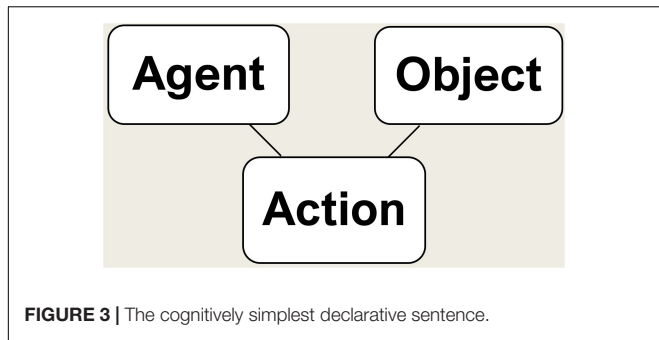 Agent
Object
Action
FIGURE 3 | The cognitively simplest declarative sentence.